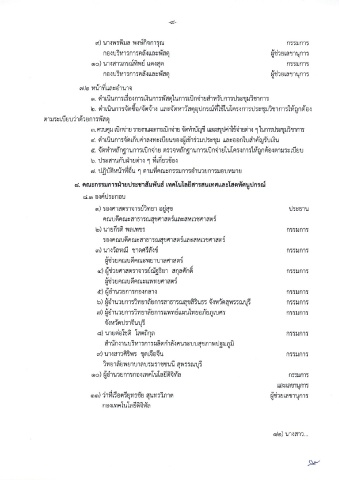 -๘-
๙) นางพรพิมล พงษ์กิจการุณ กรรมการ
กองบริหารการคลังและพัสดุ ผู้ช่วยเลขานุการ
๑๐) นางสาวภรณ์ทิพย์ แดงสุด กรรมการ
กองบริหารการคลังและพัสดุ ผู้ช่วยเลขานุการ
๗.๒ หน้าที่และอำนาจ
๑. ดำเนินการเรื่องการเงินการพัสดุในการเบิกจ่ายสำหรับการประชุมวิชาการ
๒. ดำเนินการจัดซื้อ/จัดจ้าง และจัดหาวัสดุอุปกรณ์ที่ใช้ในโครงการประชุมวิชาการให้ถูกต้อง
ตามระเบียบว่าด้วยการพัสดุ
๓.ควบคุม เบิกจ่าย รายงานผลการเบิกจ่าย จัดทำบัญชี และสรุปค่าใช้จ่ายต่าง ๆ ในการประชุมวิชาการ
๔. ดำเนินการจัดเก็บค่าลงทะเบียนของผู้เข้าร่วมประชุม และออกใบสำคัญรับเงิน
๕. จัดทำหลักฐานการเบิกจ่าย ตรวจหลักฐานการเบิกจ่ายในโครงการให้ถูกต้องตามระเบียบ
๖. ประสานกับฝ่ายต่าง ๆ ที่เกี่ยวข้อง
๗. ปฏิบัติหน้าที่อื่น ๆ ตามที่คณะกรรมการอำนวยการมอบหมาย
๘. คณะกรรมการฝ่ายประชาสัมพันธ์ เทคโนโลยีสารสนเทศและโสตทัศนูปกรณ์
๘.๑ องค์ประกอบ
๑) รองศาสตราจารย์วิทยา อยู่สุข ประธาน
คณบดีคณะสาธารณสุขศาสตร์และสหเวชศาสตร์
๒) นายกิรติ พลเพชร กรรมการ
รองคณบดีคณะสาธารณสุขศาสตร์และสหเวชศาสตร์
๓) นางวัลทณี กรรมการ
ผู้ช่วยคณบดีคณะพยาบาลศาสตร์
๔) ผู้ช่วยศาสตราจารย์ณัฐธิยา สกุลศักดิ์ กรรมการ
ผู้ช่วยคณบดีคณะแพทยศาสตร์
๕) ผู้อำนวยการกองกลาง กรรมการ
๖) ผู้อำนวยการวิทยาลัยการสาธารณสุขสิรินธร จังหวัดสุพรรณบุรี กรรมการ
๗) ผู้อำนวยการวิทยาลัยการแพทย์แผนไทยอภัยภูเบศร กรรมการ
จังหวัดปราจีนบุรี
๘) นายต่อโชติ โสตถิกุล กรรมการ
สำนักงานบริหารการผลิตกำลังคนระบบสุขภาพปฐมภูมิ
๙) นางสาวศิริพร ชุดเจือจีน กรรมการ
วิทยาลัยพยาบาลบรมราชชนนี สุพรรณบุรี
๑๐) ผู้อำนวยการกองเทคโนโลยีดิจิทัล กรรมการ
และเลขานุการ
๑๑) ว่าที่เรือตรียุทธชัย สุนทรวิภาต ผู้ช่วยเลขานุการ
กองเทคโนโลยีดิจิทัล
๑๒) นางสาว...